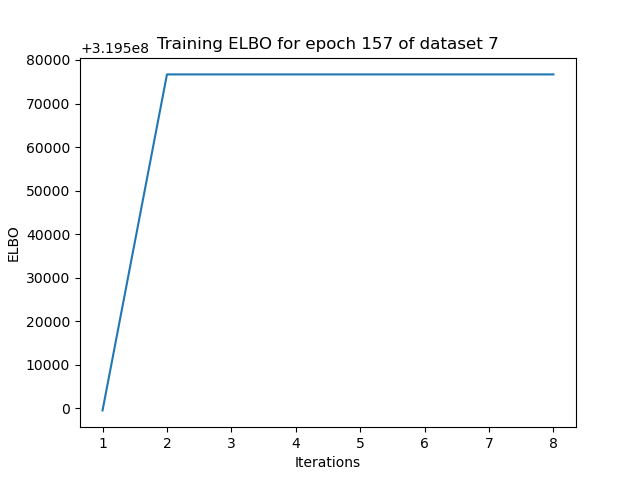 Training ELBO for epoch 157 of dataset 7
+3.195e8
80000
70000
60000
50000
40000
30000
20000
10000
0
ELBO
1 2 3 4 5 6 7 8
Iterations